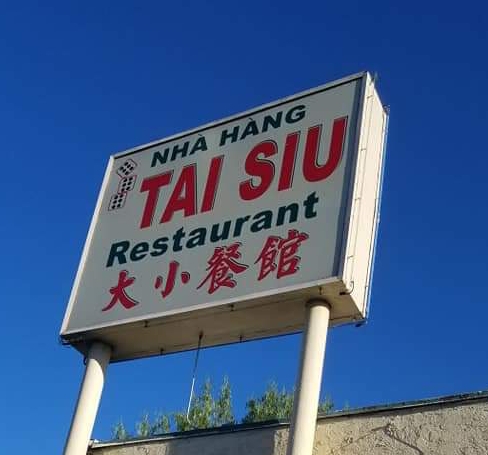 NHÀ HÀNG
TAI SIU
Restaurant
大小餐館